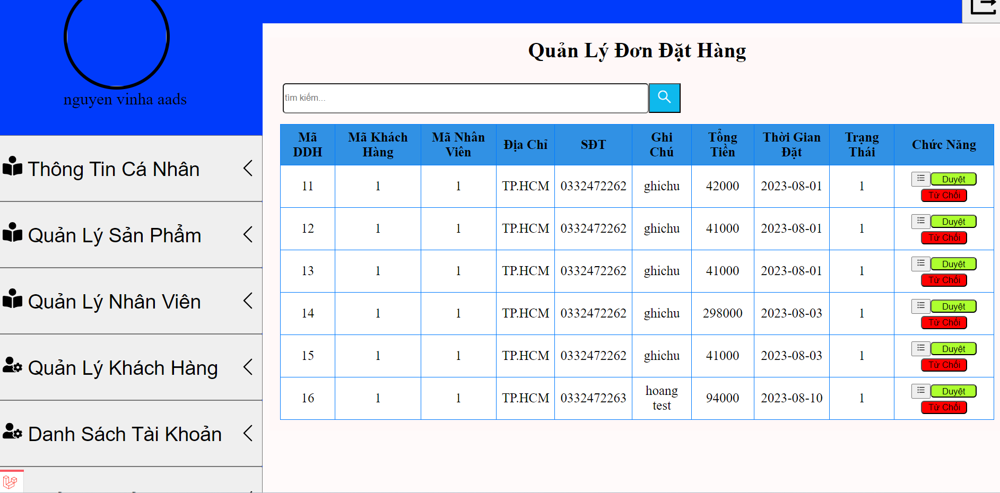 nguyen vinha aads
Thông Tin Cá Nhân
Quản Lý Sản Phẩm
Quản Lý Nhân Viên
Quản Lý Khách Hàng
Danh Sách Tài Khoản
Quản Lý Đơn Đặt Hàng
tìm kiếm...
Mã DDH Mã Khách Hàng Mã Nhân Viên Địa Chỉ SĐT Ghi Chú Tổng Tiền Thời Gian Đặt Trạng Thái Chức Năng
11 1 1 TP.HCM 0332472262 ghichu 42000 2023-08-01 1 Duyệt
Từ Chối
12 1 1 TP.HCM 0332472262 ghichu 41000 2023-08-01 1 Duyệt
Từ Chối
13 1 1 TP.HCM 0332472262 ghichu 41000 2023-08-01 1 Duyệt
Từ Chối
14 1 1 TP.HCM 0332472262 ghichu 298000 2023-08-03 1 Duyệt
Từ Chối
15 1 1 TP.HCM 0332472262 ghichu 41000 2023-08-03 1 Duyệt
Từ Chối
16 1 1 TP.HCM 0332472263 hoang test 94000 2023-08-10 1 Duyệt
Từ Chối